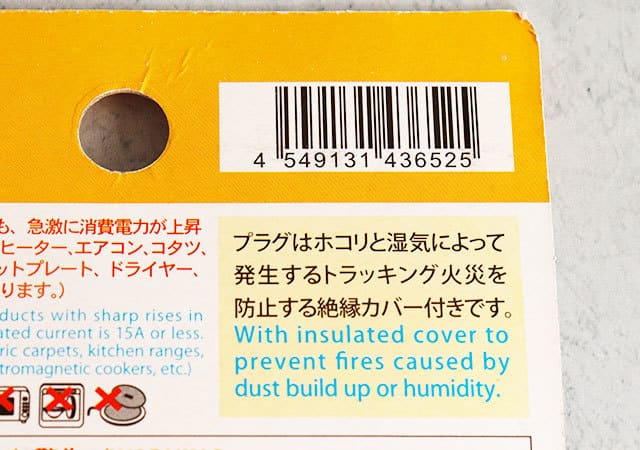 4 549131 436525
も、急激に消費電力が上昇
ヒーター、エアコン、コタツ、
ットプレート、ドライヤー、
ります。）
ducts with sharp rises in
ated current is 15A or less.
ric carpets, kitchen ranges,
tromagnetic cookers, etc.)
プラグはホコリと湿気によって
発生するトラッキング火災を
防止する絶縁カバー付きです。
With insulated cover to
prevent fires caused by
dust build up or humidity.